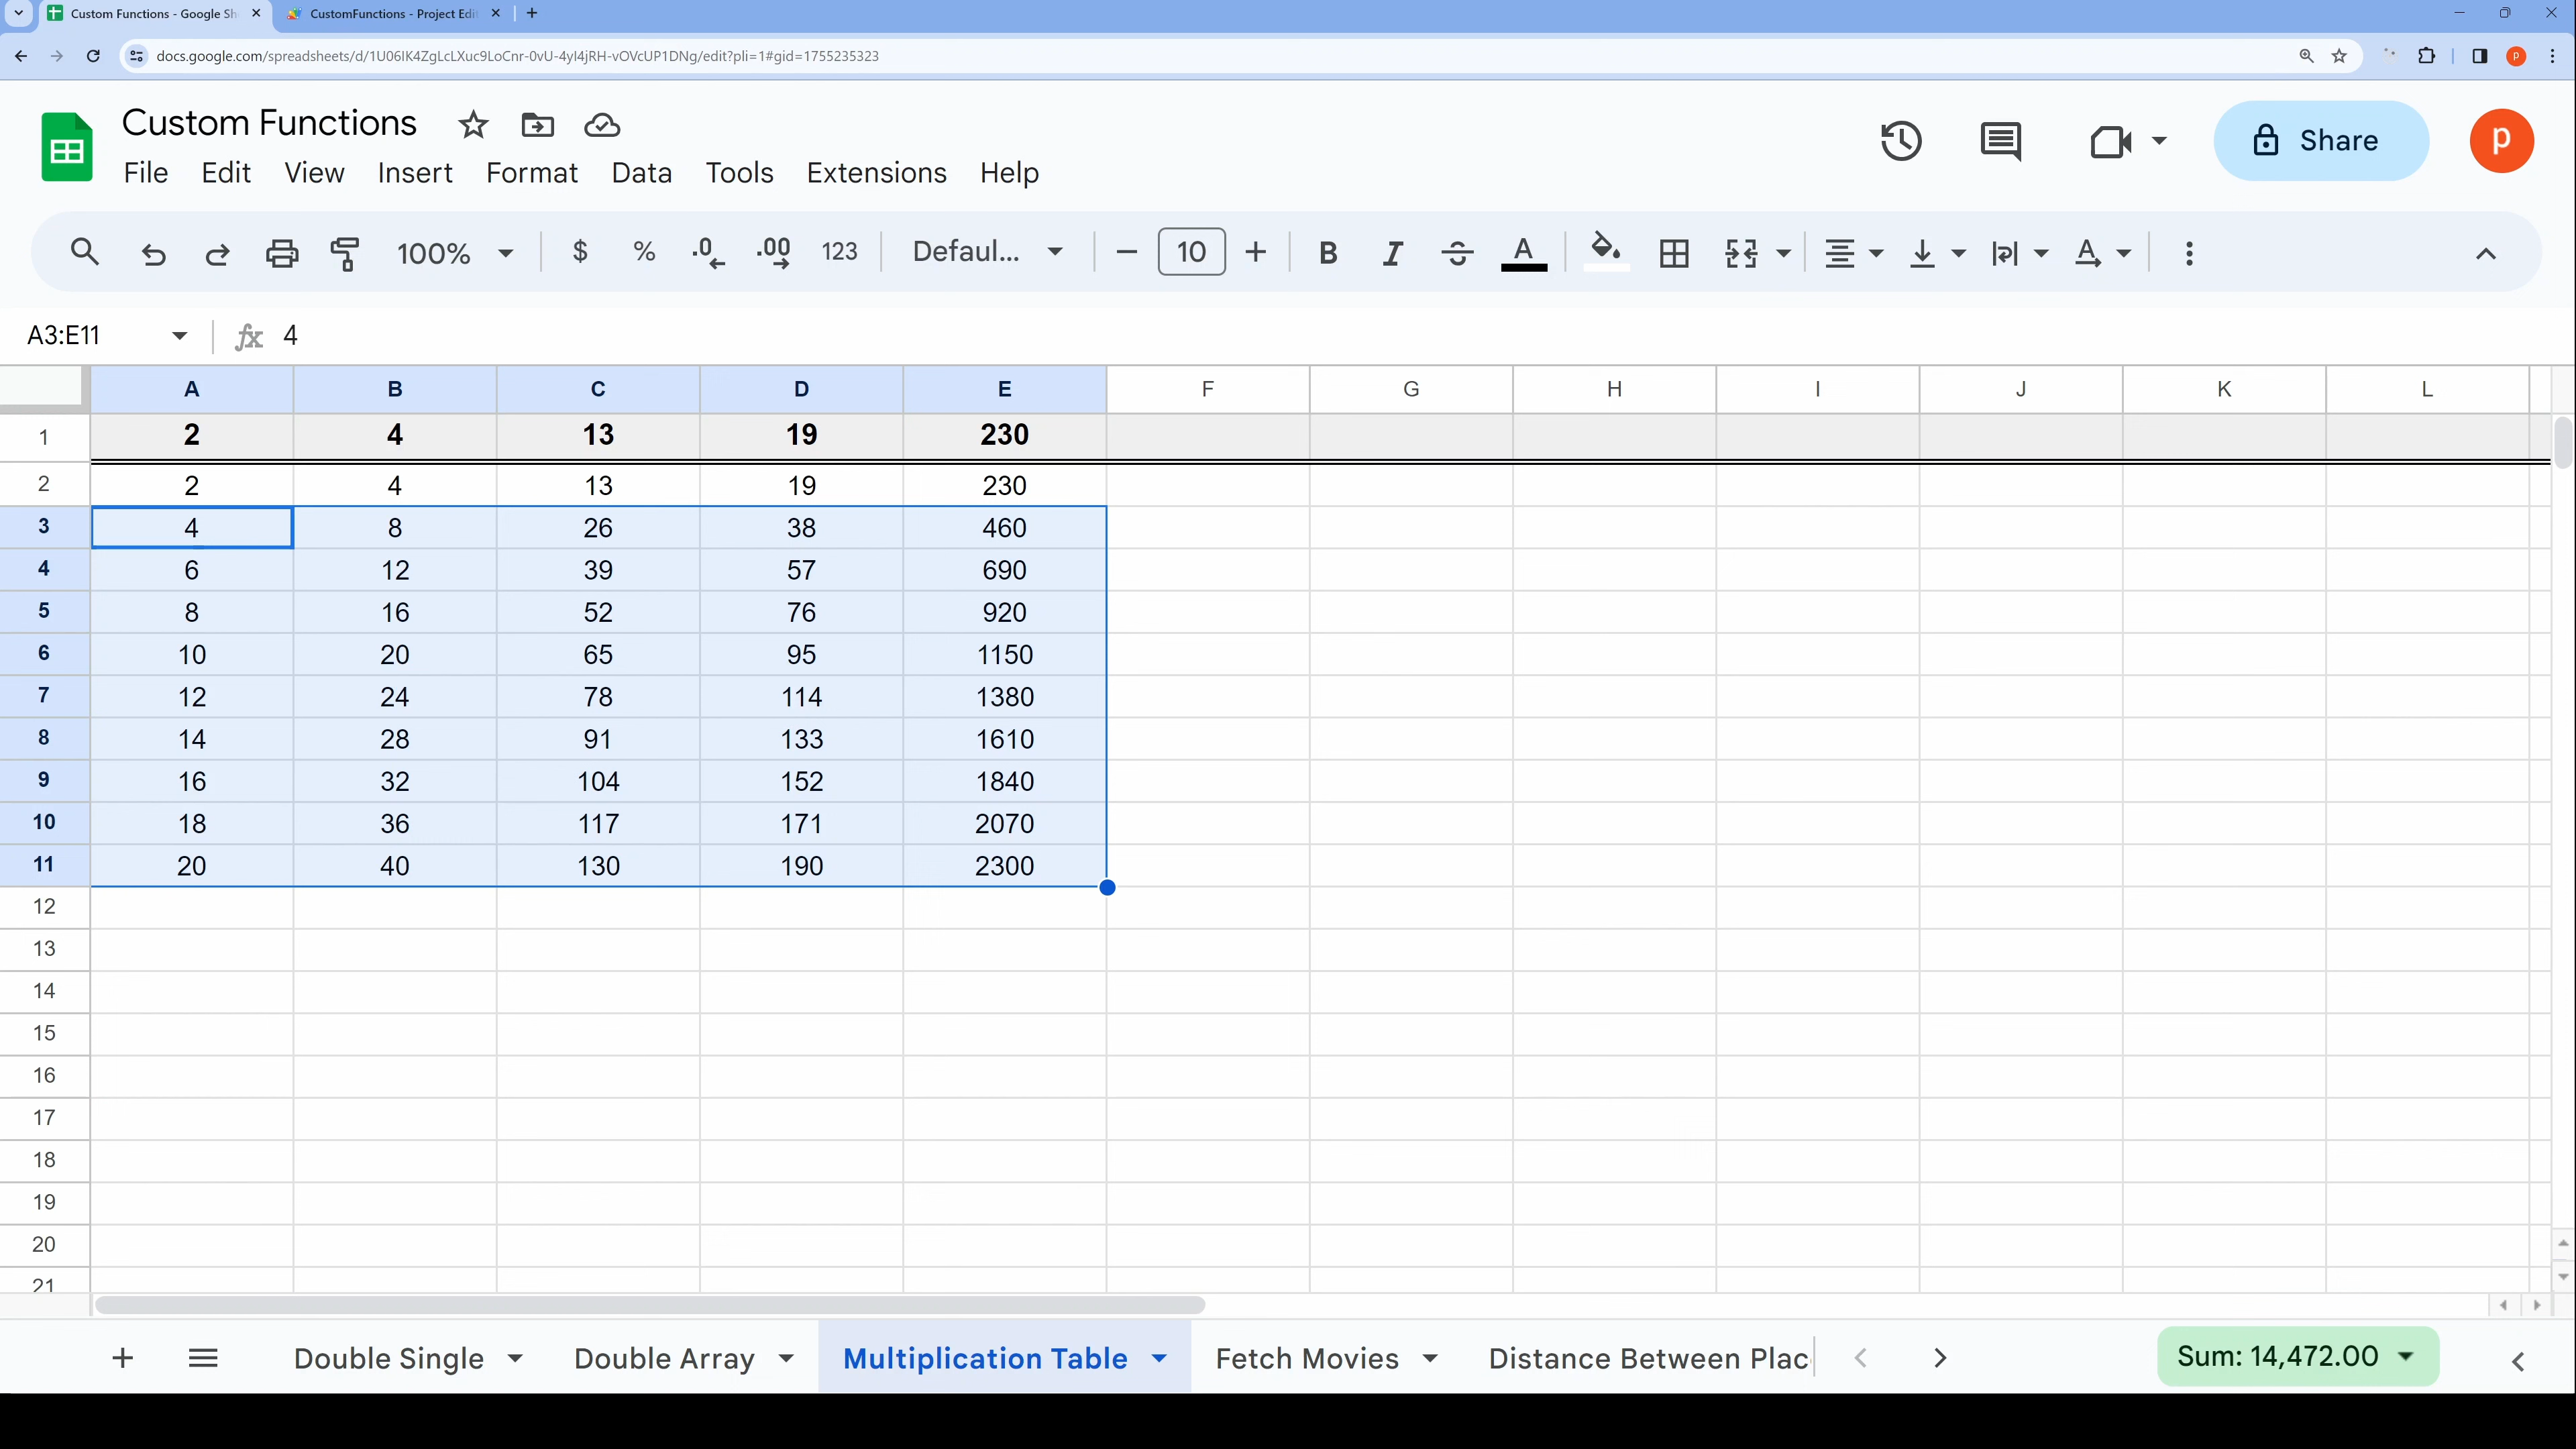 Custom Functions - Google Sh
CustomFunctions - Project Edit
docs.google.com/spreadsheets/d/1U06IK4ZgLcLXuc9LoCnr-0vU-4yI4jRH-vOVcUP1DNg/edit?pli=1#gid=1755235323
P
Custom Functions
File Edit View Insert Format Data Tools Extensions Help
Share
p
100% $ % .0 .00 123 Defaul... 10 B I A A
A3:E11 fx 4
A B C D E F G H I J K L
1 2 4 13 19 230
2 2 4 13 19 230
3 4 8 26 38 460
4 6 12 39 57 690
5 8 16 52 76 920
6 10 20 65 95 1150
7 12 24 78 114 1380
8 14 28 91 133 1610
9 16 32 104 152 1840
10 18 36 117 171 2070
11 20 40 130 190 2300
12
13
14
15
16
17
18
19
20
21
Double Single Double Array Multiplication Table Fetch Movies Distance Between Plac Sum: 14,472.00